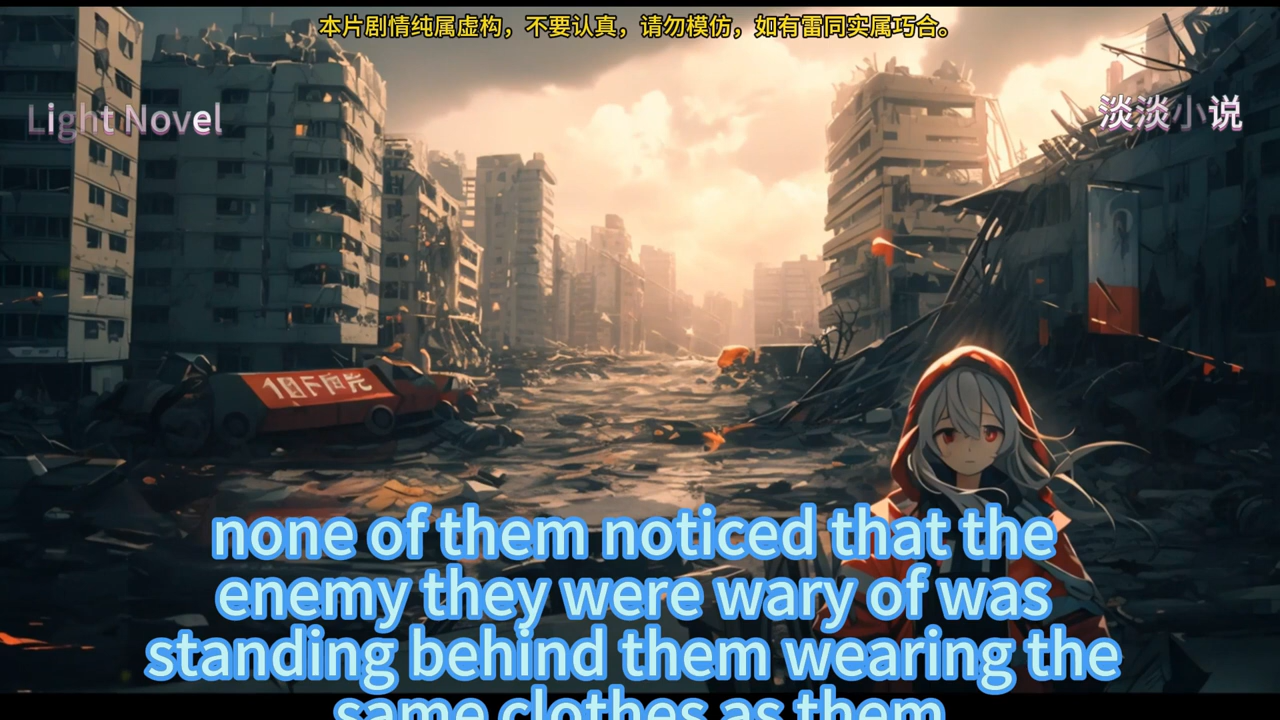 本片剧情纯属虚构，不要认真，请勿模仿，如有雷同实属巧合。
Light Novel
淡淡小说
none of them noticed that the
enemy they were wary of was
standing behind them wearing the
same clothes as them